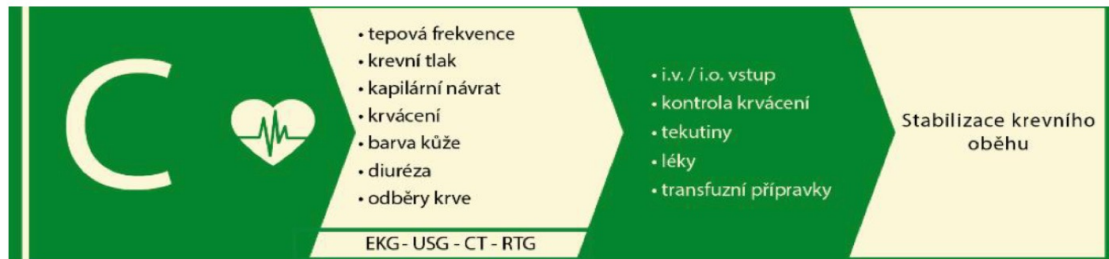 C
• tepová frekvence
• krevní tlak
• kapilární návrat
• krvácení
• barva kůže
• diuréza
• odběry krve
EKG - USG - CT - RTG
• i.v. / i.o. vstup
• kontrola krvácení
• tekutiny
• léky
• transfuzní přípravky
Stabilizace krevního
oběhu